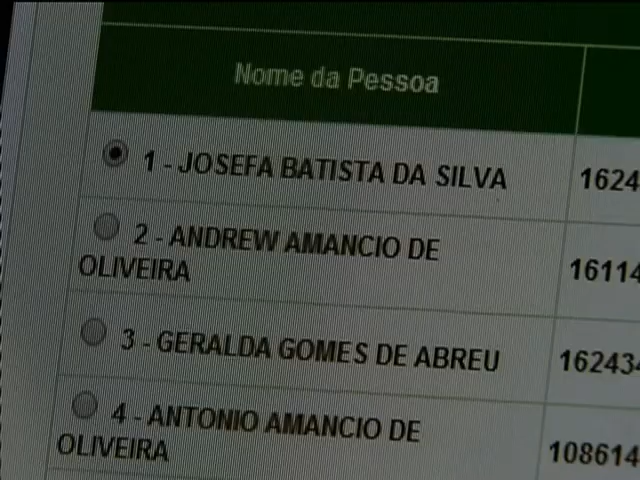 Nome da Pessoa
1 - JOSEFA BATISTA DA SILVA
1624
2 - ANDREW AMANCIO DE
OLIVEIRA
16114
3 - GERALDA GOMES DE ABREU
162434
4 - ANTONIO AMANCIO DE
OLIVEIRA
108614